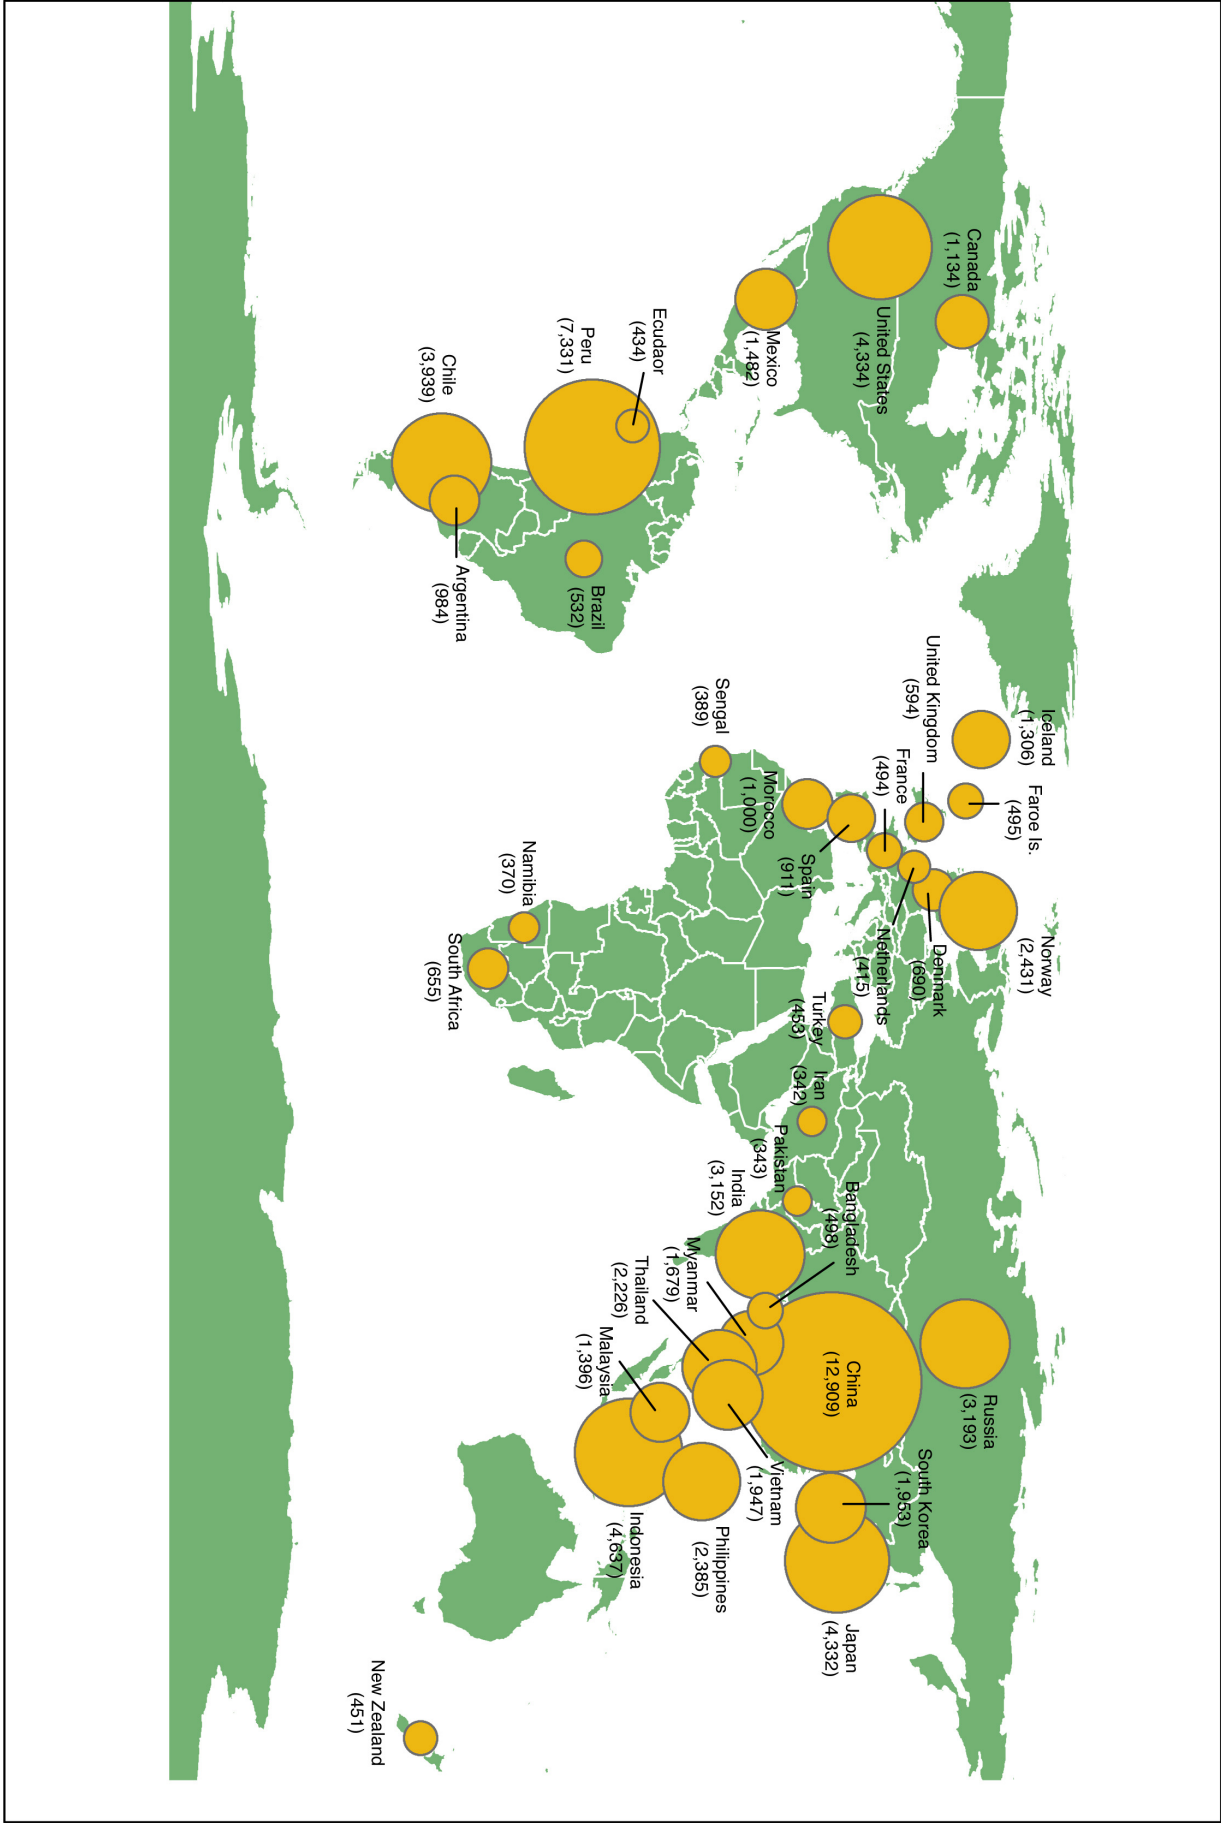 Canada
(1,134)
United States
(4,334)
Mexico
(1,482)
Ecudaor
(434)
Peru
(7,331)
Chile
(3,939)
Argentina
(984)
Brazil
(532)
Iceland
(1,306)
Faroe Is.
(495)
United Kingdom
(594)
France
(494)
Norway
(2,431)
Denmark
(690)
Netherlands
(415)
Spain
(911)
Morocco
(1,000)
Sengal
(389)
Namibia
(370)
South Africa
(655)
Turkey
(453)
Iran
(342)
Pakistan
(343)
India
(3,152)
Bangladesh
(498)
Myanmar
(1,679)
Thailand
(2,226)
Malaysia
(1,396)
Russia
(3,193)
China
(12,909)
South Korea
(1,953)
Japan
(4,332)
Vietnam
(1,947)
Philippines
(2,385)
Indonesia
(4,637)
New Zealand
(451)